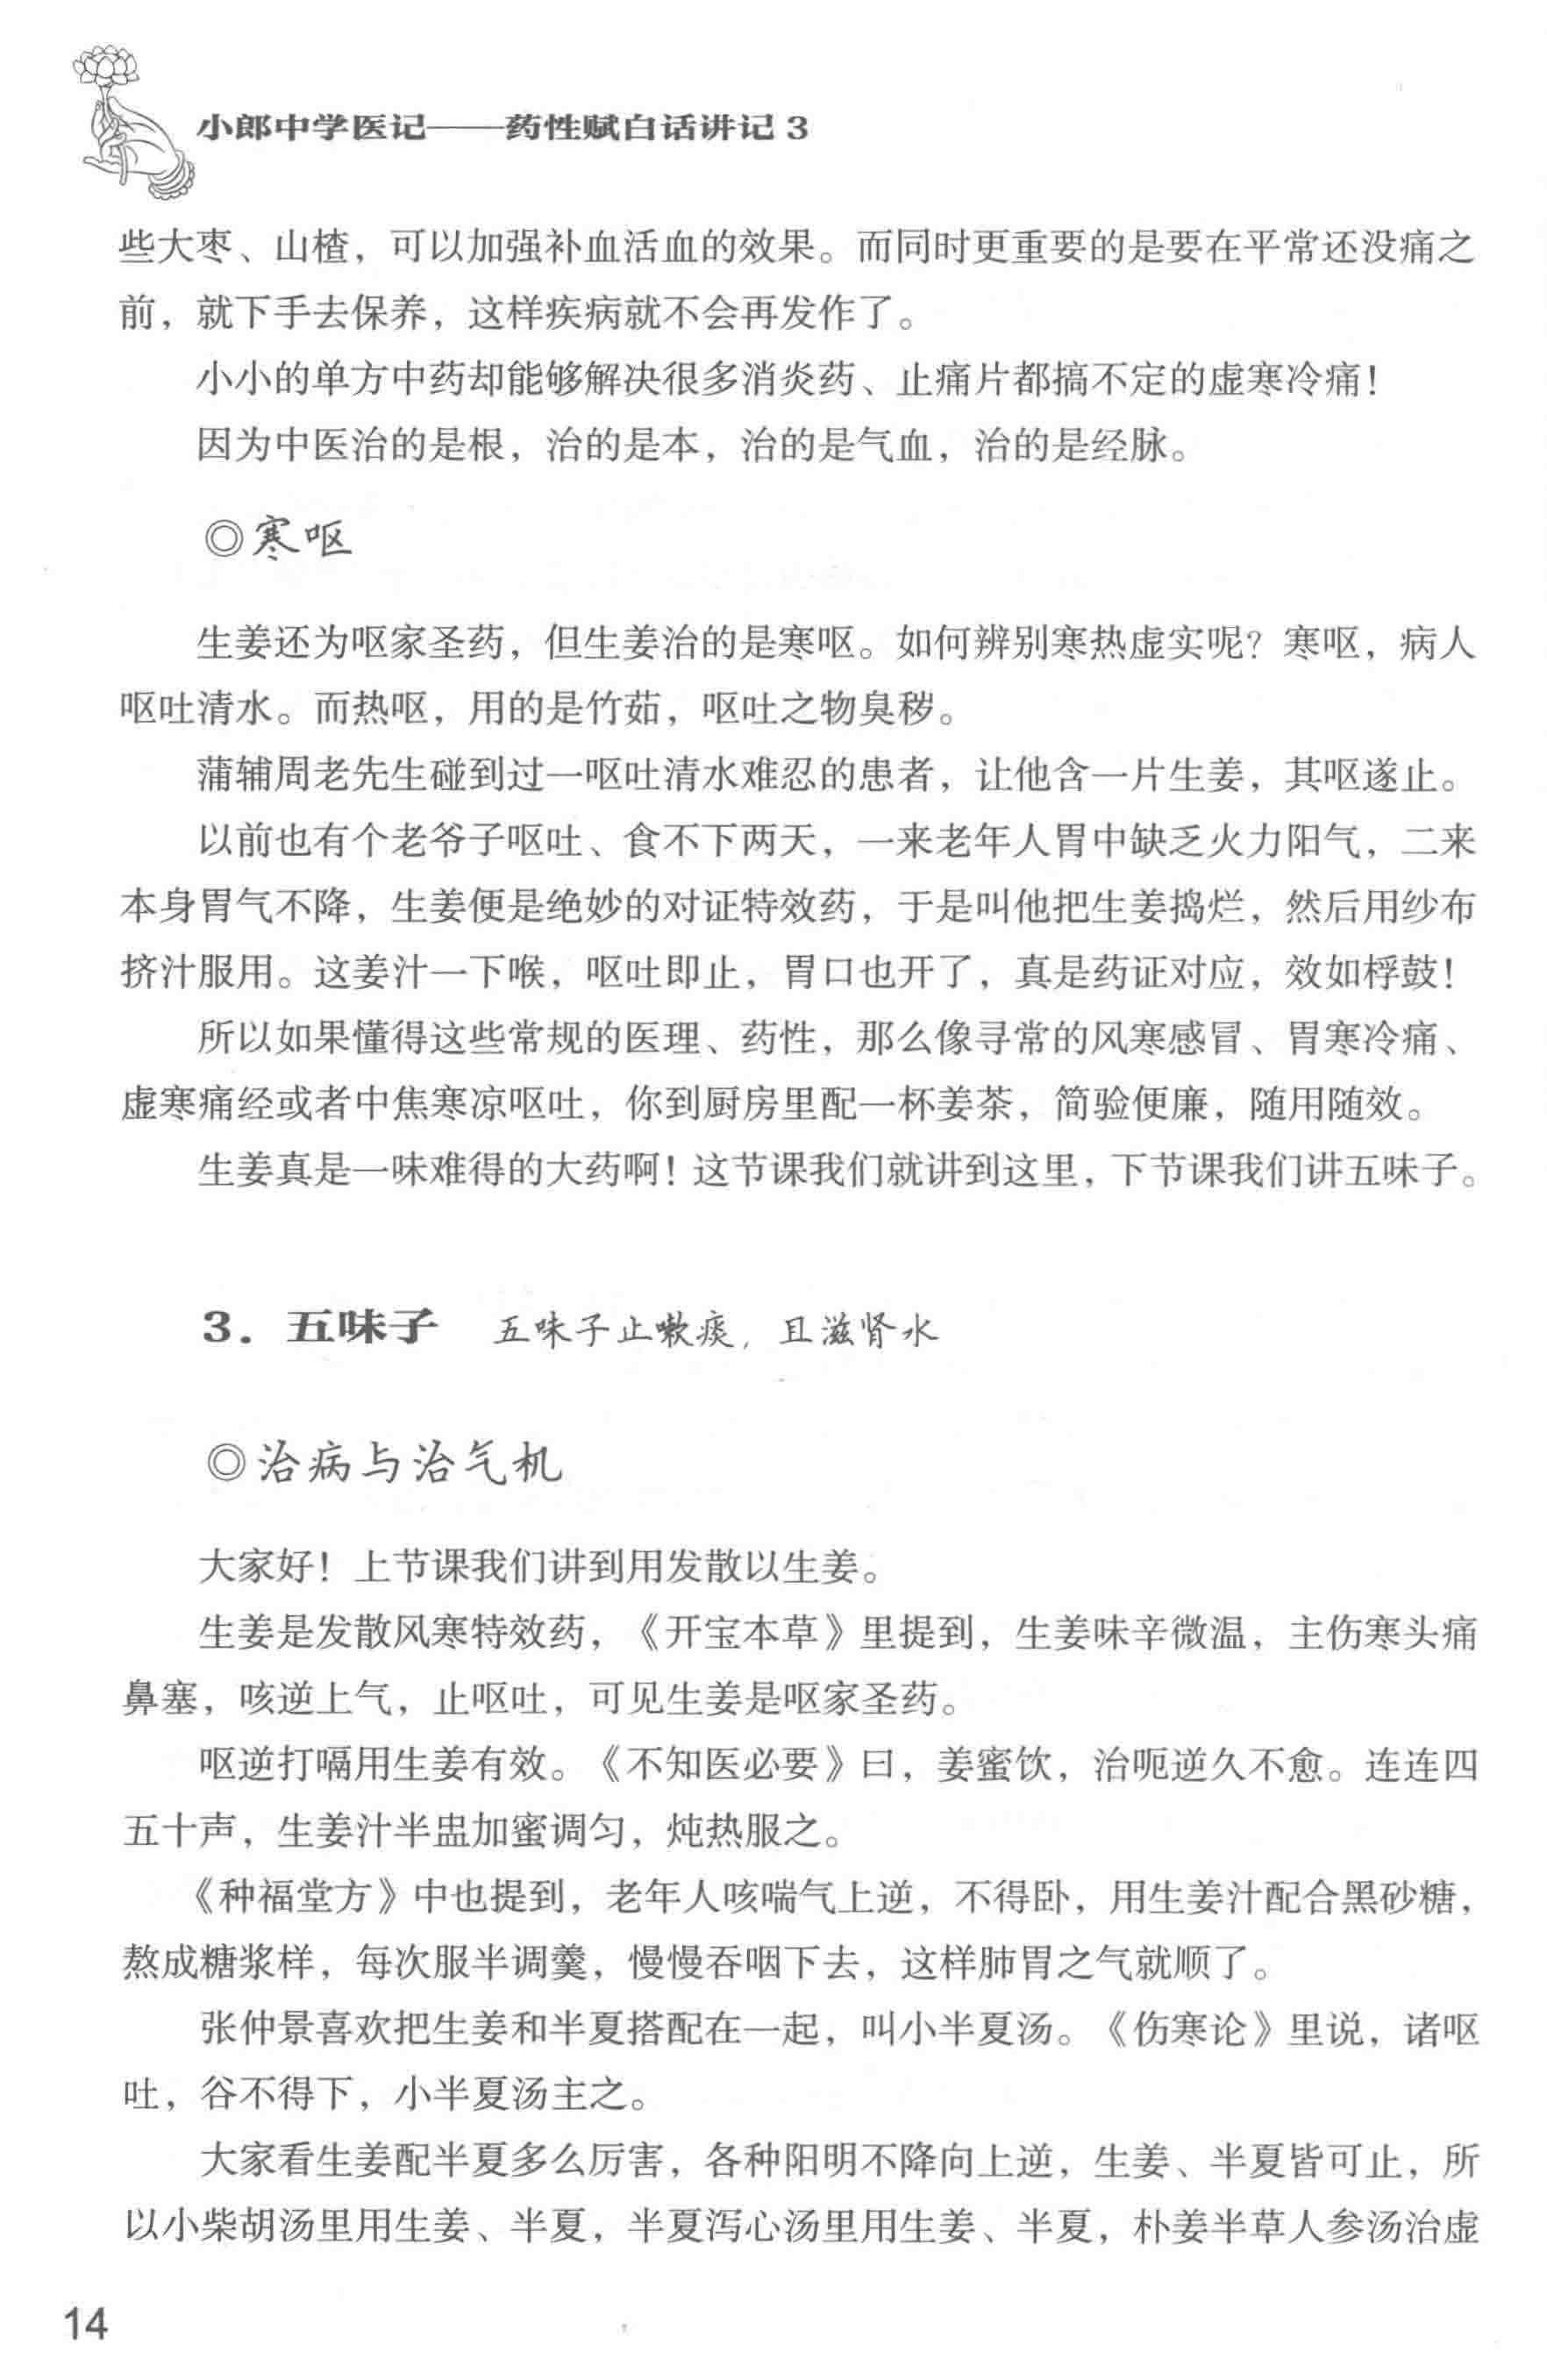 小郎中学医记——药性赋白话讲记 3
些大枣、山楂，可以加强补血活血的效果。而同时更重要的是要在平常还没痛之
前，就下手去保养，这样疾病就不会再发作了。
小小的单方中药却能够解决很多消炎药、止痛片都搞不定的虚寒冷痛！
因为中医治的是根，治的是本，治的是气血，治的是经脉。
◎寒呕
生姜还为呕家圣药，但生姜治的是寒呕。如何辨别寒热虚实呢？寒呕，病人
呕吐清水。而热呕，用的是竹茹，呕吐之物臭秽。
蒲辅周老先生碰到过一呕吐清水难忍的患者，让他含一片生姜，其呕遂止。
以前也有个老爷子呕吐、食不下两天，一来老年人胃中缺乏火力阳气，二来
本身胃气不降，生姜便是绝妙的对证特效药，于是叫他把生姜捣烂，然后用纱布
挤汁服用。这姜汁一下喉，呕吐即止，胃口也开了，真是药证对应，效如桴鼓！
所以如果懂得这些常规的医理、药性，那么像寻常的风寒感冒、胃寒冷痛、
虚寒痛经或者中焦寒凉呕吐，你到厨房里配一杯姜茶，简验便廉，随用随效。
生姜真是一味难得的大药啊！这节课我们就讲到这里，下节课我们讲五味子。
3．五味子 五味子止嗽痰，且滋肾水
◎治病与治气机
大家好！上节课我们讲到用发散以生姜。
生姜是发散风寒特效药，《开宝本草》里提到，生姜味辛微温，主伤寒头痛
鼻塞，咳逆上气，止呕吐，可见生姜是呕家圣药。
呕逆打嗝用生姜有效。《不知医必要》曰，姜蜜饮，治呃逆久不愈。连连四
五十声，生姜汁半盅加蜜调匀，炖热服之。
《种福堂方》中也提到，老年人咳喘气上逆，不得卧，用生姜汁配合黑砂糖，
熬成糖浆样，每次服半调羹，慢慢吞咽下去，这样肺胃之气就顺了。
张仲景喜欢把生姜和半夏搭配在一起，叫小半夏汤。《伤寒论》里说，诸呕
吐，谷不得下，小半夏汤主之。
大家看生姜配半夏多么厉害，各种阳明不降向上逆，生姜、半夏皆可止，所
以小柴胡汤里用生姜、半夏，半夏泻心汤里用生姜、半夏，朴姜半草人参汤治虚
14